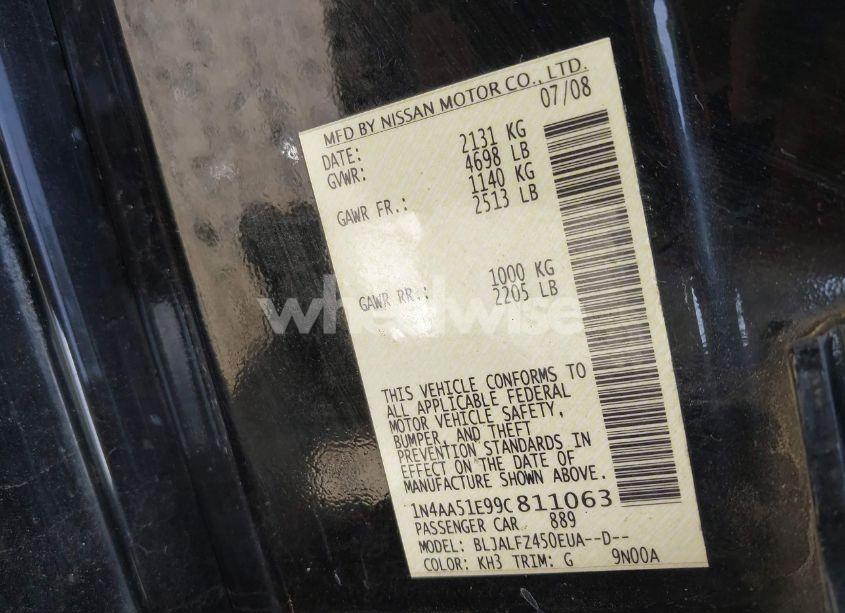 MFD BY NISSAN MOTOR CO., LTD.
DATE: 07/08
GVWR: 2131 KG
4698 LB
GAWR FR.: 1140 KG
2513 LB
GAWR RR.: 1000 KG
2205 LB
wheelwise
THIS VEHICLE CONFORMS TO
ALL APPLICABLE FEDERAL
MOTOR VEHICLE SAFETY,
BUMPER, AND THEFT
PREVENTION STANDARDS IN
EFFECT ON THE DATE OF
MANUFACTURE SHOWN ABOVE.
1N4AA51E99C811063
PASSENGER CAR 889
MODEL: BLJALFZ450EUA--D--
COLOR: KH3 TRIM: G 9N00A